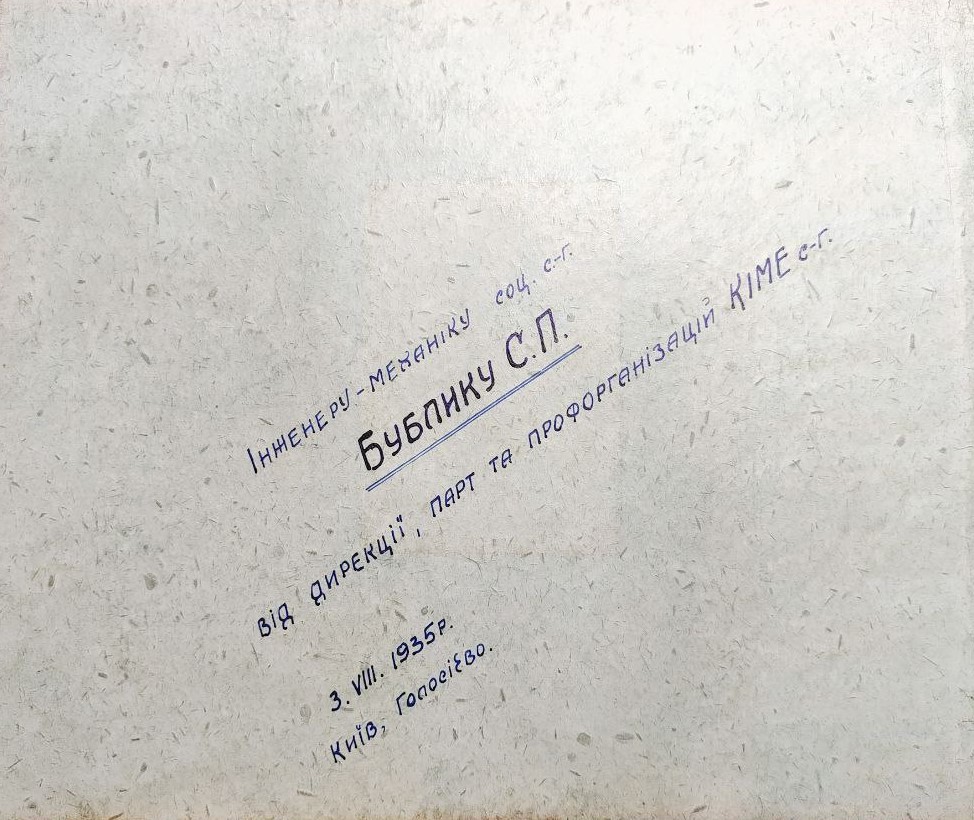 Інженеру-механіку соц. с.-г.
Бублику С.П.
від дирекції, парт та профорганізацій КІМЕ с-г.
3. VIII. 1935р.
Київ, Голосієво.